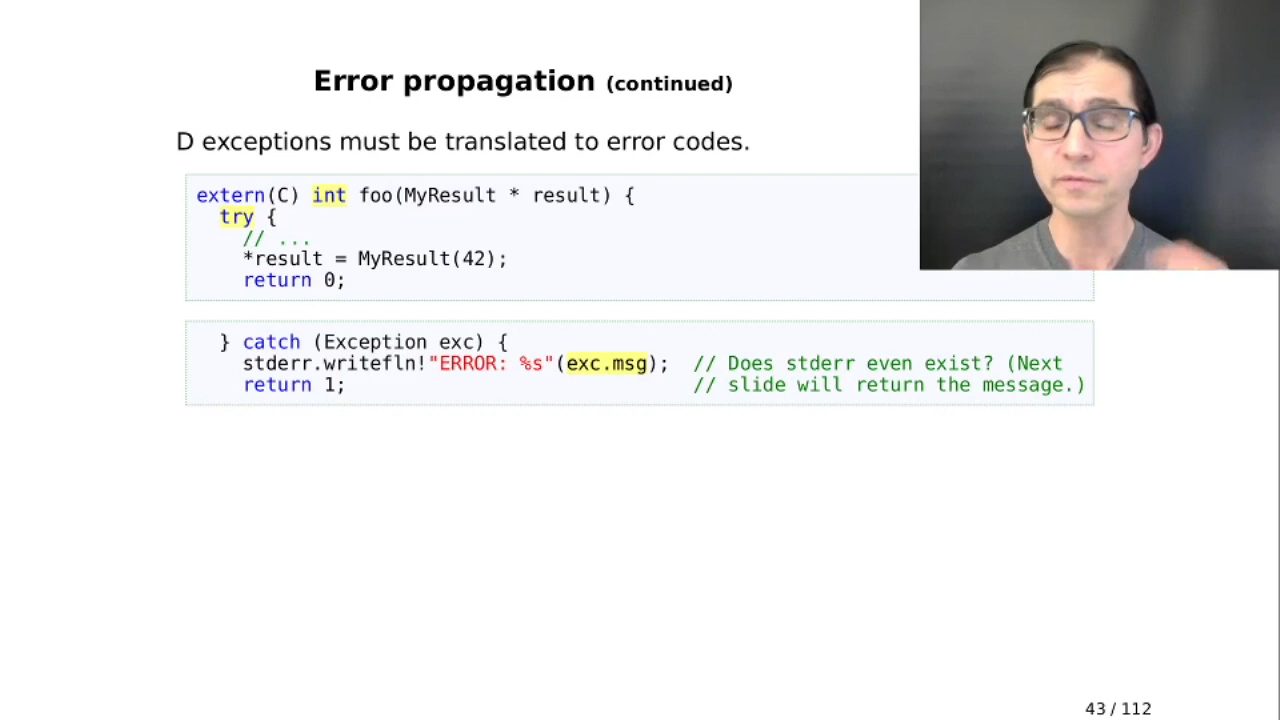 Error propagation (continued)
D exceptions must be translated to error codes.
extern(C) int foo(MyResult * result) {
  try {
    // ...
    *result = MyResult(42);
    return 0;
  } catch (Exception exc) {
    stderr.writefln!"ERROR: %s"(exc.msg);  // Does stderr even exist? (Next
    return 1;                              // slide will return the message.)
43 / 112